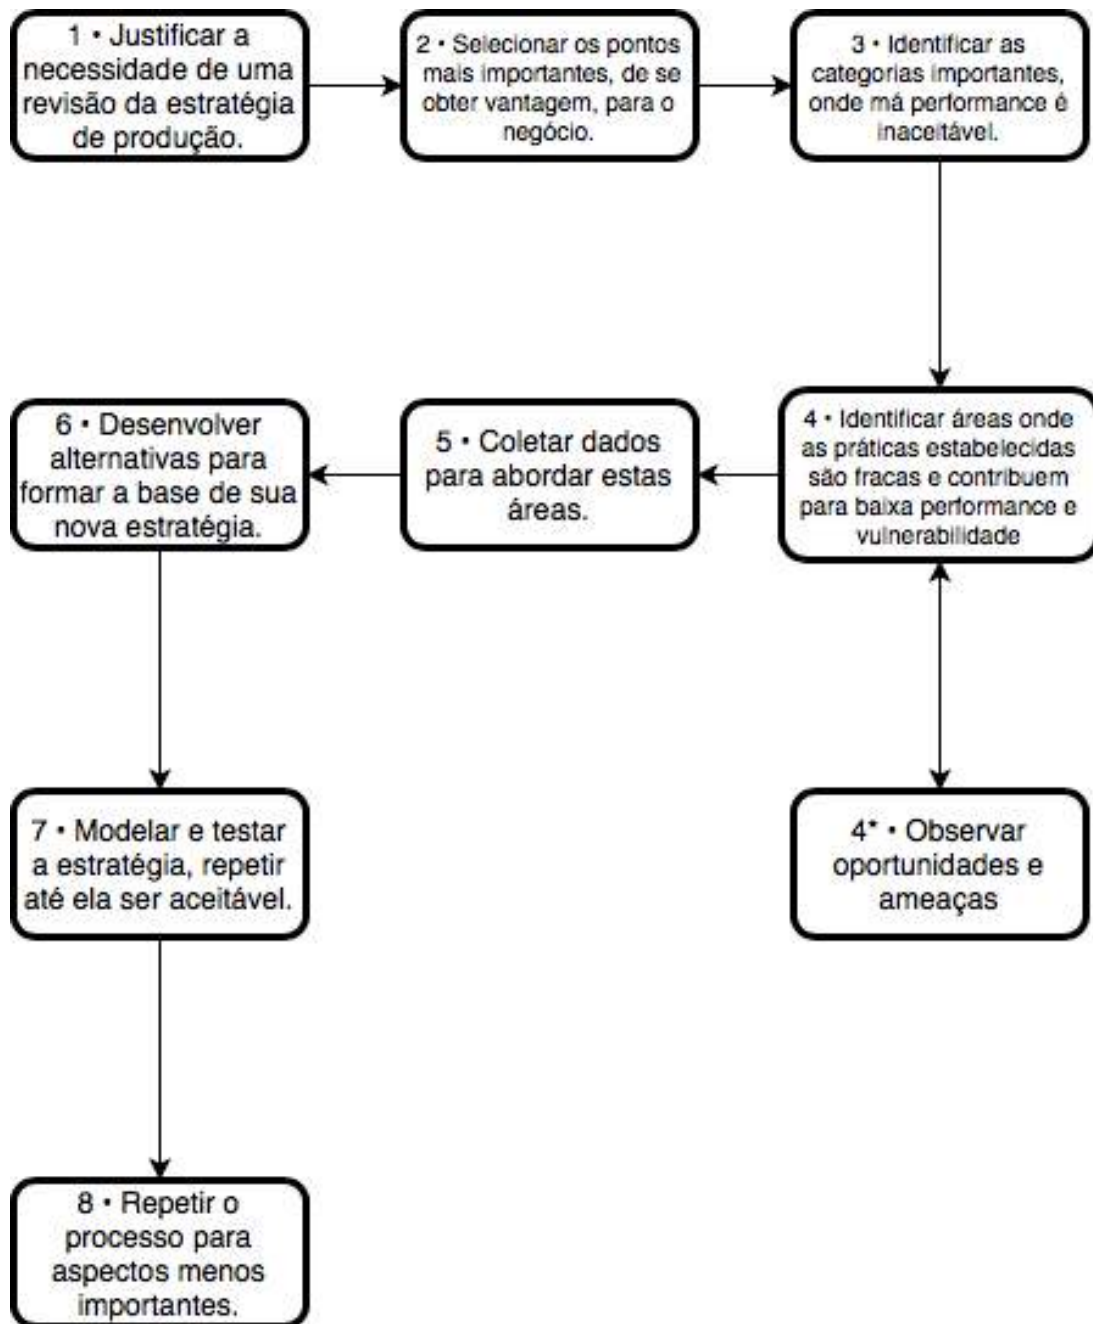 1 • Justificar a
necessidade de uma
revisão da estratégia
de produção.
2 • Selecionar os pontos
mais importantes, de se
obter vantagem, para o
negócio.
3 • Identificar as
categorias importantes,
onde má performance é
inaceitável.
4 • Identificar áreas onde
as práticas estabelecidas
são fracas e contribuem
para baixa performance e
vulnerabilidade
5 • Coletar dados
para abordar estas
áreas.
6 • Desenvolver
alternativas para
formar a base de sua
nova estratégia.
7 • Modelar e testar
a estratégia, repetir
até ela ser aceitável.
4* • Observar
oportunidades e
ameaças
8 • Repetir o
processo para
aspectos menos
importantes.